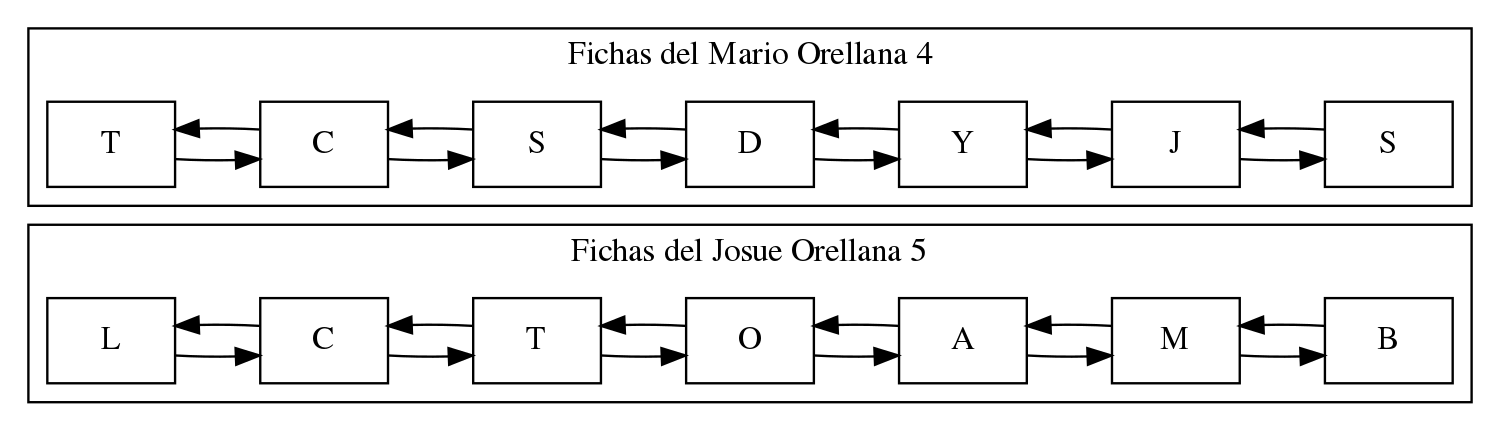 Fichas del Mario Orellana 4
T C S D Y J S
Fichas del Josue Orellana 5
L C T O A M B